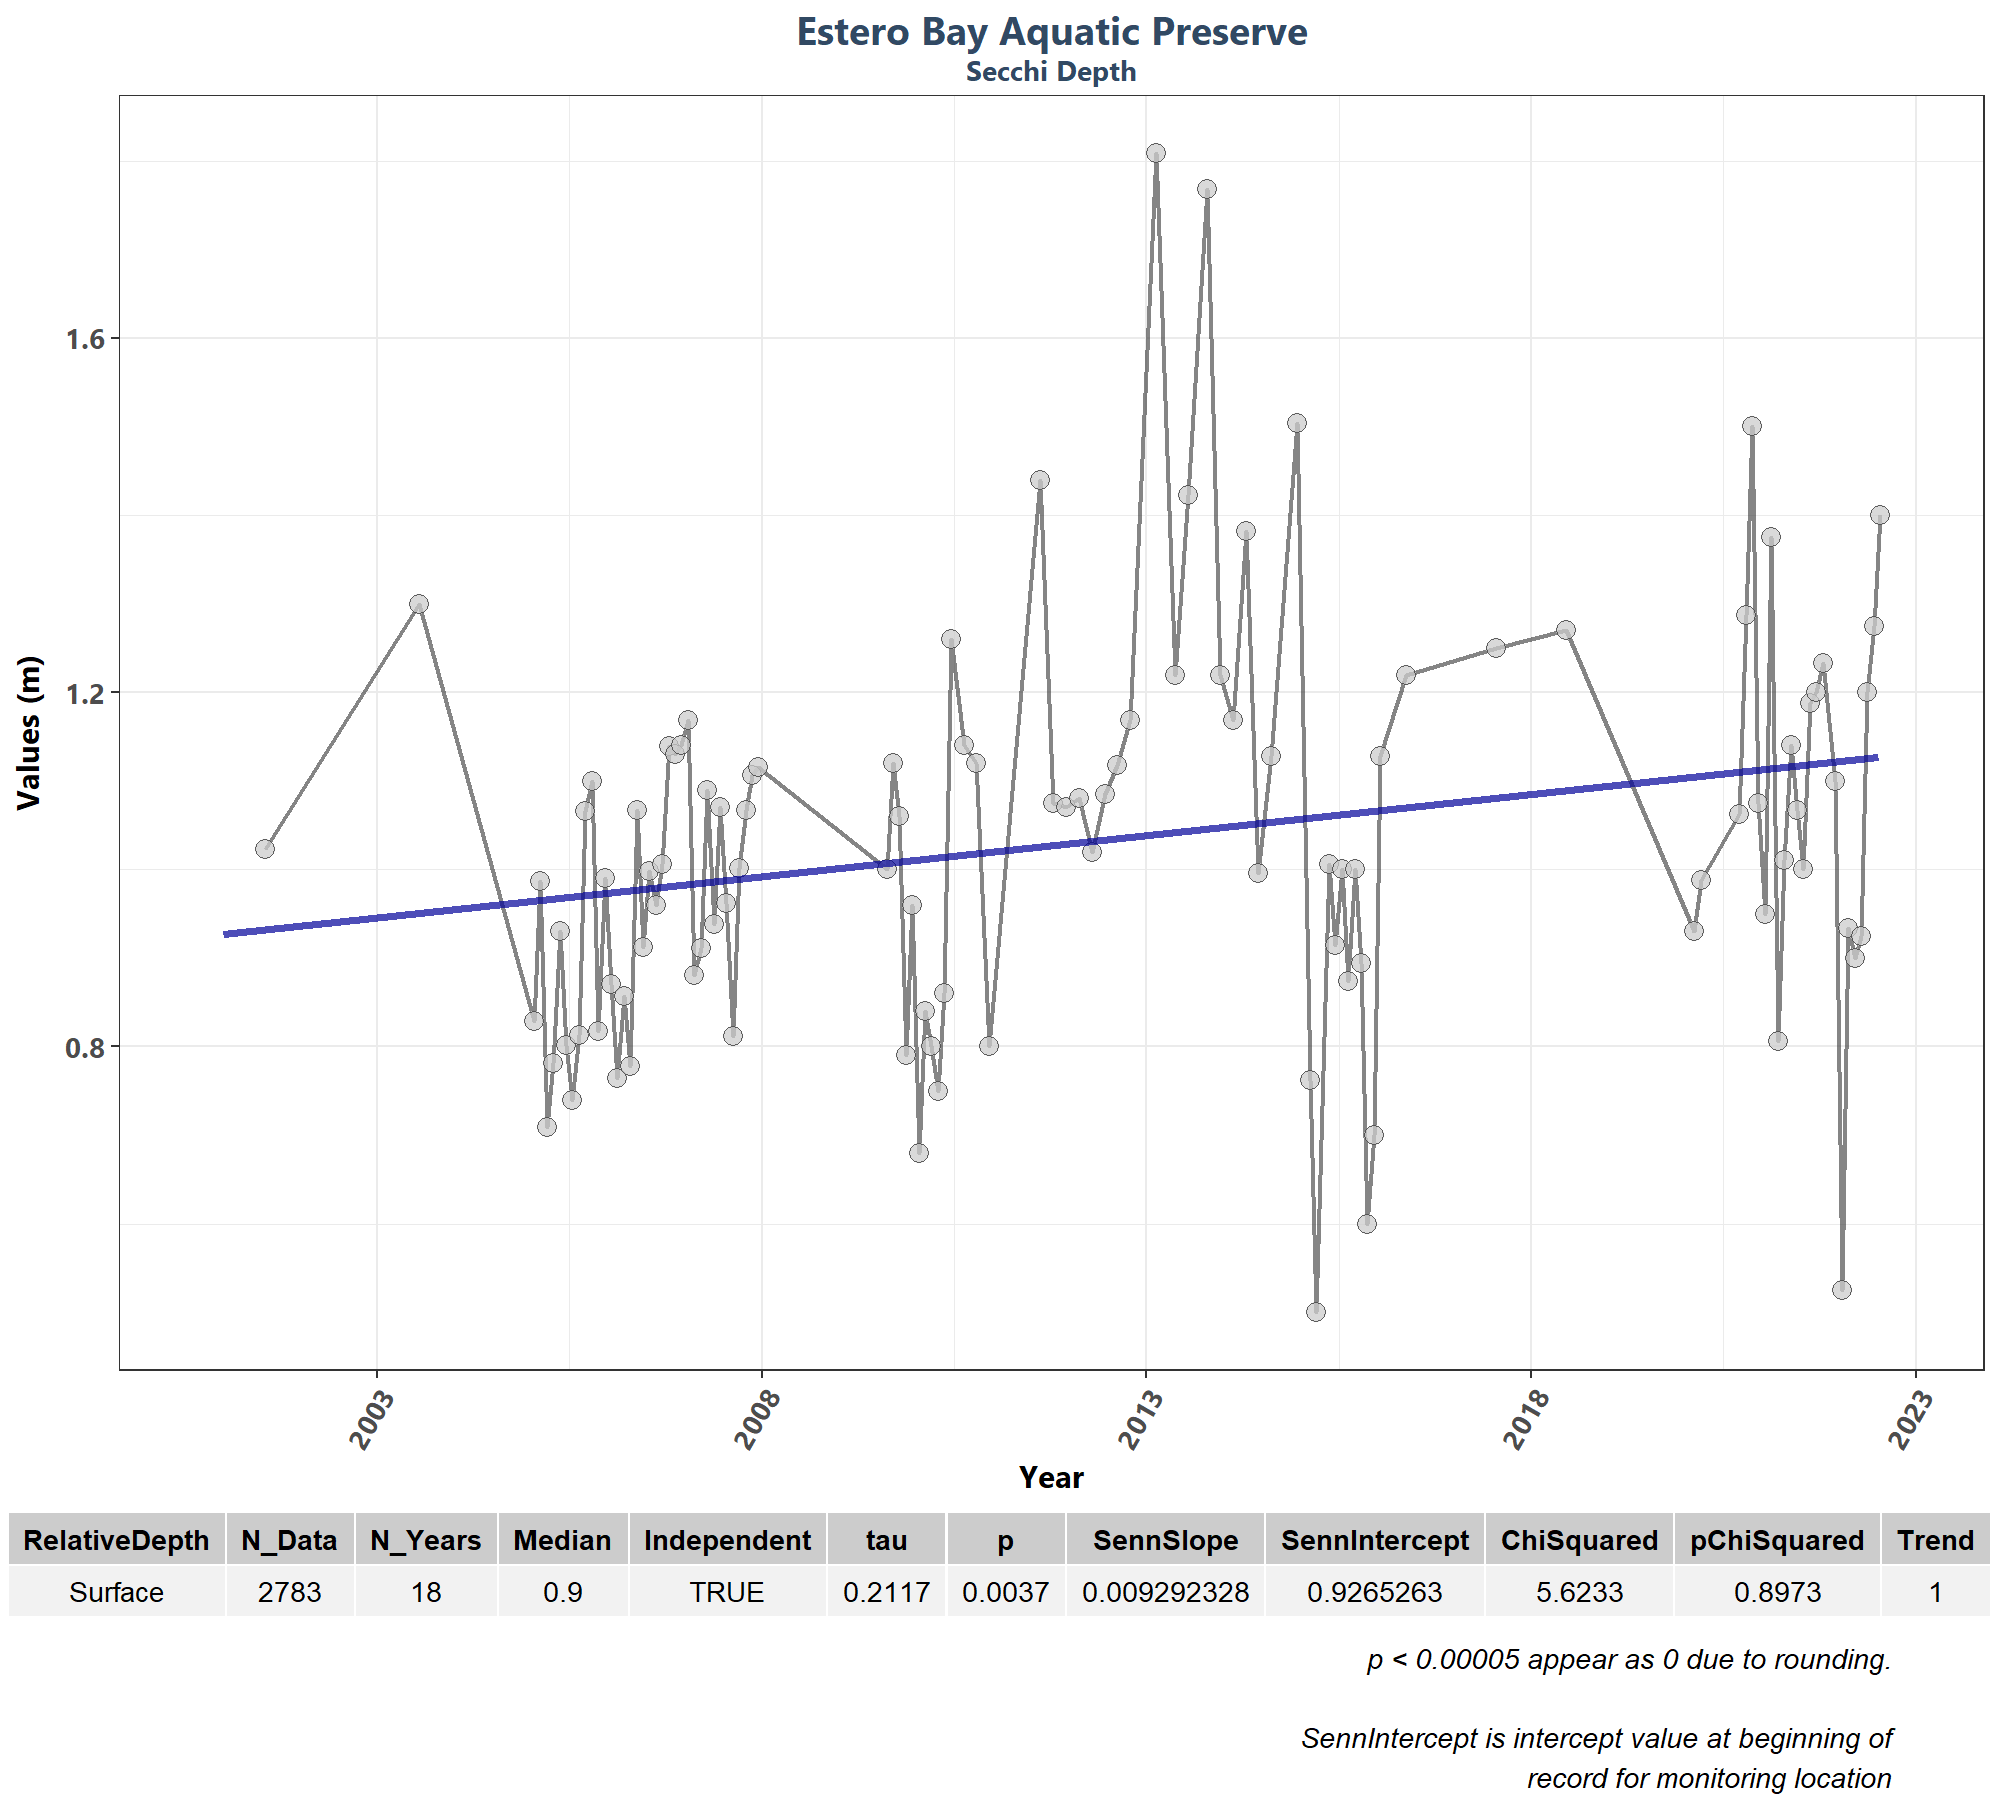 Estero Bay Aquatic Preserve
Secchi Depth
Values (m)
1.6
1.2
0.8
2003 2008 2013 2018 2023
Year
RelativeDepth N_Data N_Years Median Independent tau p SennSlope SennIntercept ChiSquared pChiSquared Trend
Surface 2783 18 0.9 TRUE 0.2117 0.0037 0.009292328 0.9265263 5.6233 0.8973 1
p < 0.00005 appear as 0 due to rounding.
SennIntercept is intercept value at beginning of
record for monitoring location